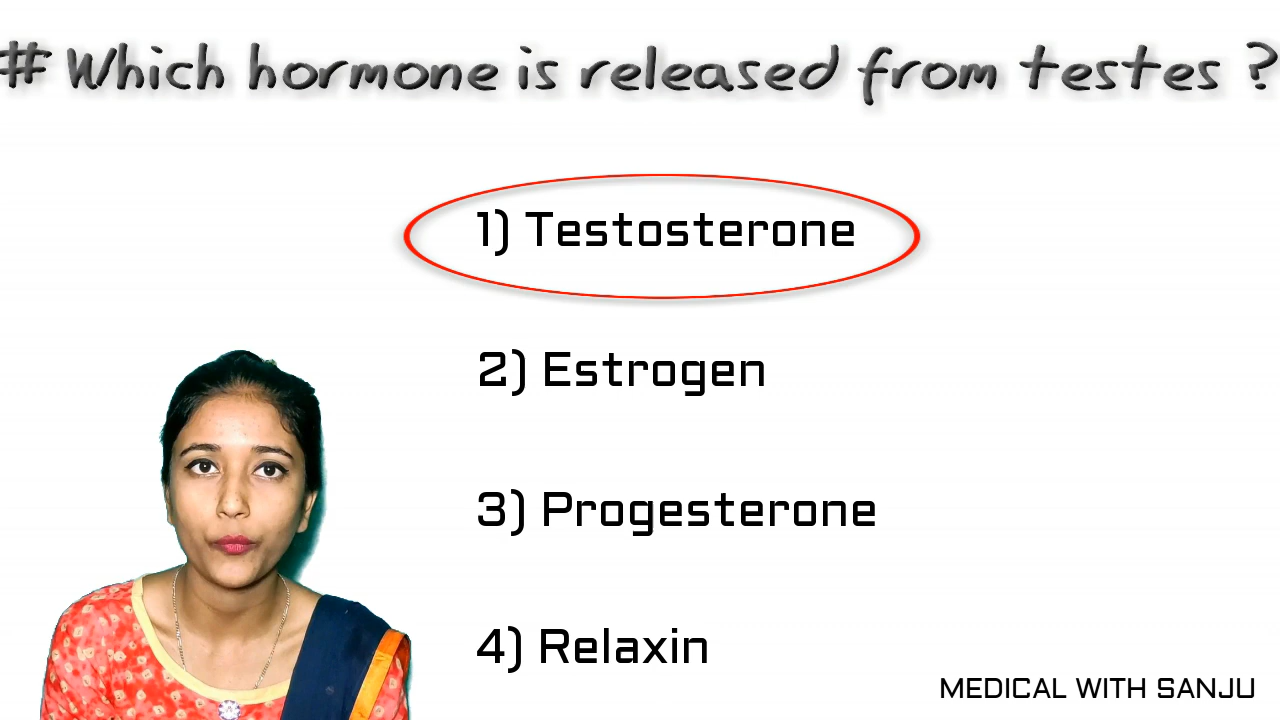 # Which hormone is released from testes ?
1) Testosterone
2) Estrogen
3) Progesterone
4) Relaxin
MEDICAL WITH SANJU